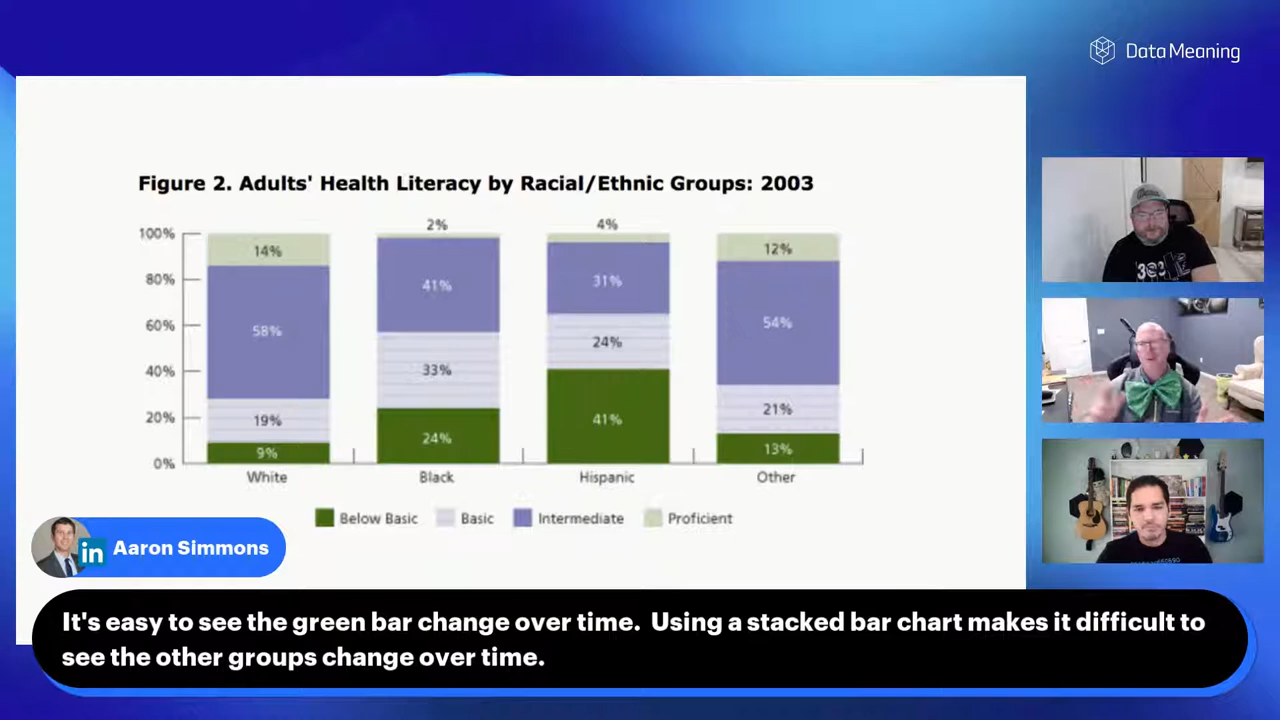 Data Meaning
Figure 2. Adults' Health Literacy by Racial/Ethnic Groups: 2003
2% 4%
100%
14% 12%
80%
41% 31%
60%
58% 54%
40%
33% 24%
20%
19% 41% 21%
24%
9% 13%
0%
White Black Hispanic Other
Below Basic Basic Intermediate Proficient
in Aaron Simmons
It's easy to see the green bar change over time. Using a stacked bar chart makes it difficult to
see the other groups change over time.